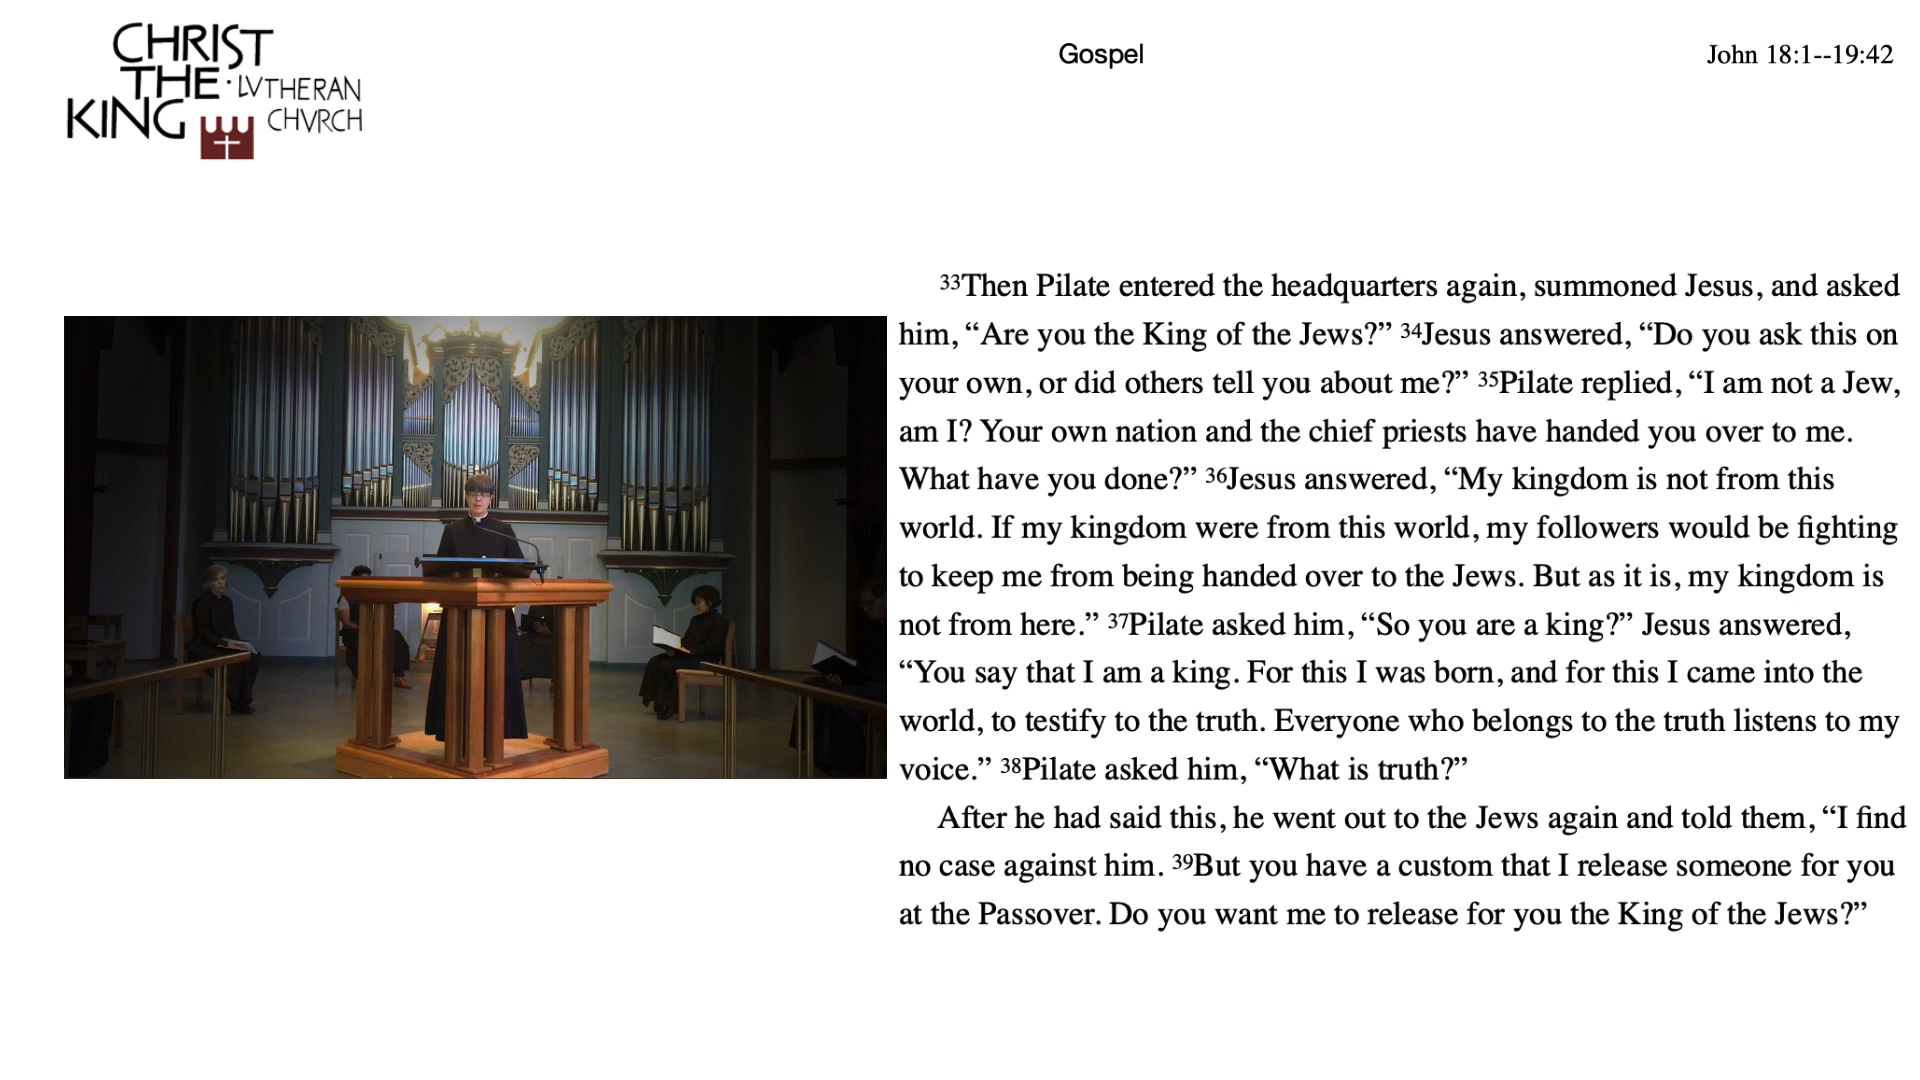 CHRIST
THE · LVTHERAN
KING CHVRCH
Gospel
John 18:1--19:42
³³Then Pilate entered the headquarters again, summoned Jesus, and asked
him, “Are you the King of the Jews?” ³⁴Jesus answered, “Do you ask this on
your own, or did others tell you about me?” ³⁵Pilate replied, “I am not a Jew,
am I? Your own nation and the chief priests have handed you over to me.
What have you done?” ³⁶Jesus answered, “My kingdom is not from this
world. If my kingdom were from this world, my followers would be fighting
to keep me from being handed over to the Jews. But as it is, my kingdom is
not from here.” ³⁷Pilate asked him, “So you are a king?” Jesus answered,
“You say that I am a king. For this I was born, and for this I came into the
world, to testify to the truth. Everyone who belongs to the truth listens to my
voice.” ³⁸Pilate asked him, “What is truth?”
After he had said this, he went out to the Jews again and told them, “I find
no case against him. ³⁹But you have a custom that I release someone for you
at the Passover. Do you want me to release for you the King of the Jews?”